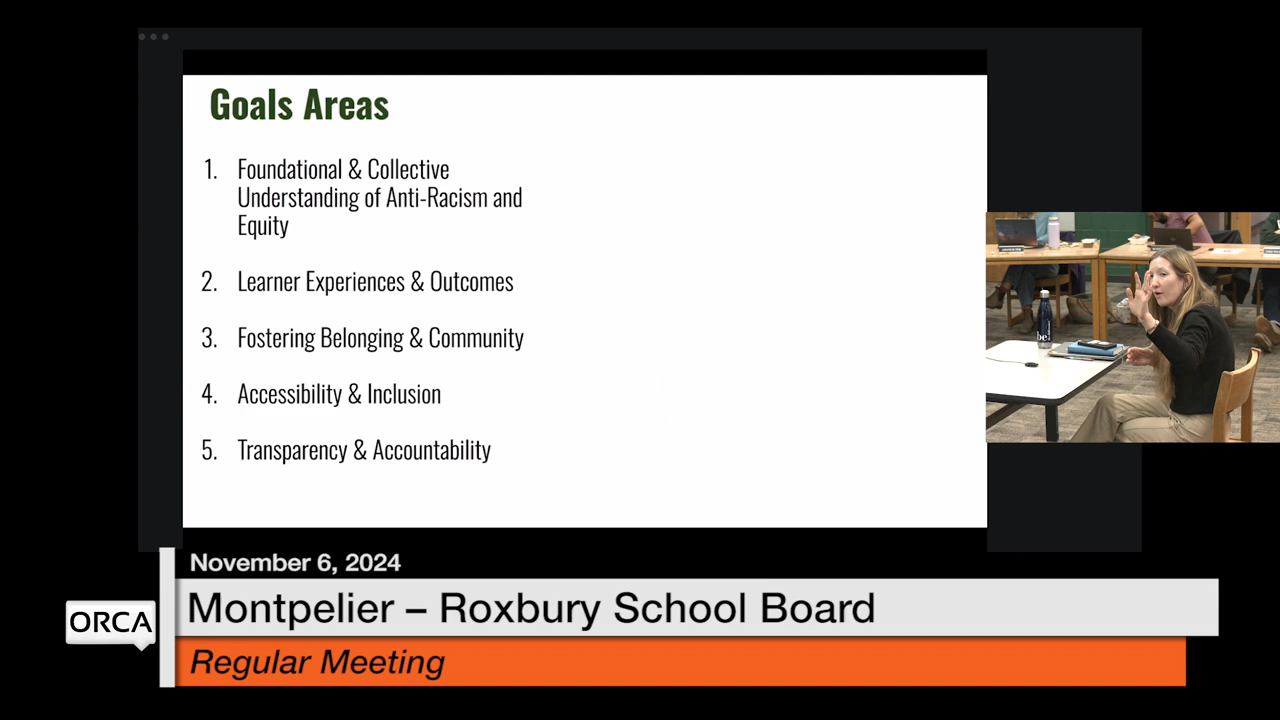 Goals Areas
1. Foundational & Collective
Understanding of Anti-Racism and
Equity
2. Learner Experiences & Outcomes
3. Fostering Belonging & Community
4. Accessibility & Inclusion
5. Transparency & Accountability
be!
November 6, 2024
Montpelier – Roxbury School Board
ORCA
Regular Meeting